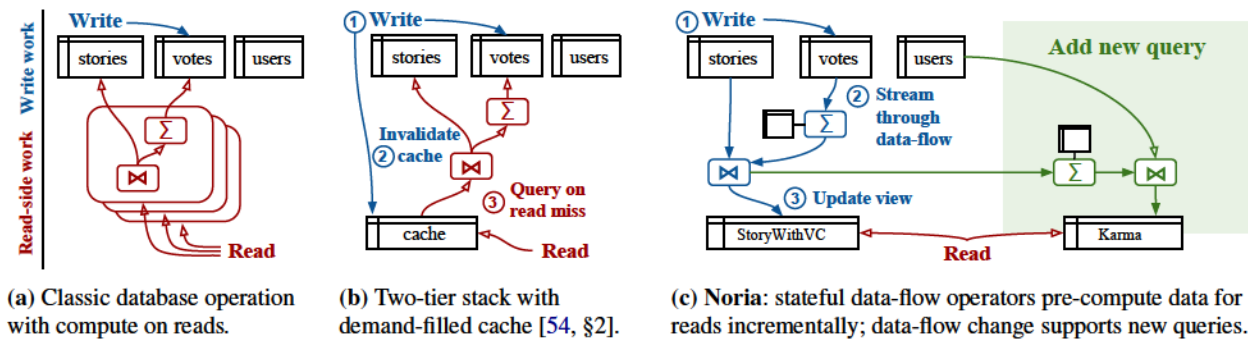 Write work
Read-side work
Write
stories
votes
users
Σ
⋈
Read
(a) Classic database operation
with compute on reads.
1 Write
stories
votes
users
Σ
Invalidate
2 cache
⋈
3 Query on
read miss
cache
Read
(b) Two-tier stack with
demand-filled cache [54, §2].
1 Write
stories
votes
users
Add new query
2 Stream
through
data-flow
Σ
⋈
Σ
⋈
3 Update view
StoryWithVC
Read
Karma
(c) Noria: stateful data-flow operators pre-compute data for
reads incrementally; data-flow change supports new queries.